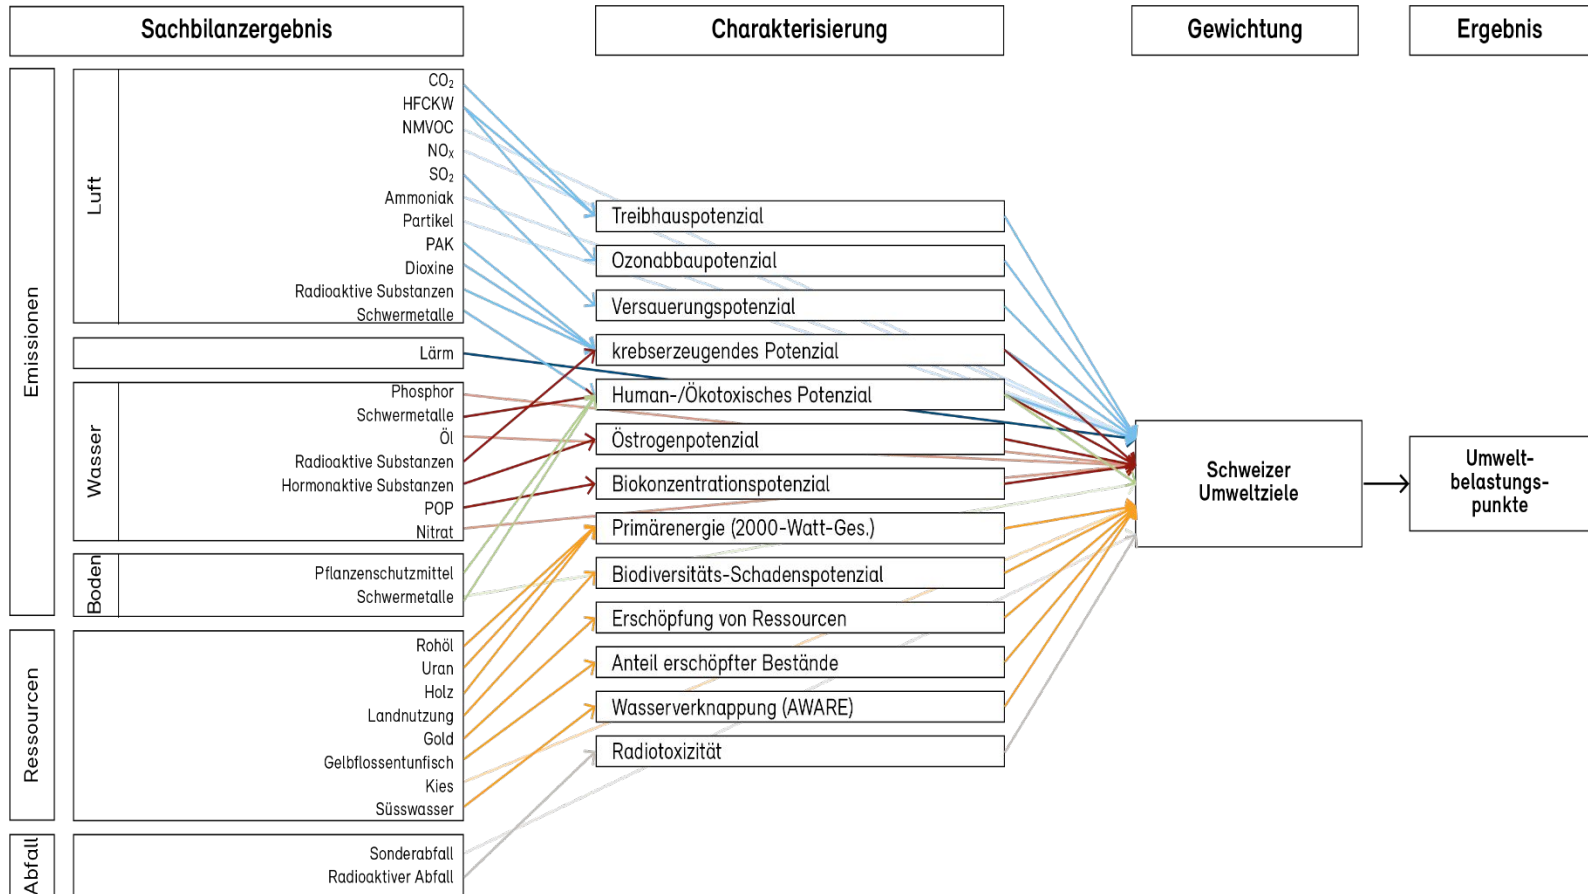 Sachbilanzergebnis
Charakterisierung
Gewichtung
Ergebnis
Emissionen
Luft
CO₂
HFCKW
NMVOC
NOₓ
SO₂
Ammoniak
Partikel
PAK
Dioxine
Radioaktive Substanzen
Schwermetalle
Lärm
Wasser
Phosphor
Schwermetalle
Öl
Radioaktive Substanzen
Hormonaktive Substanzen
POP
Nitrat
Boden
Pflanzenschutzmittel
Schwermetalle
Ressourcen
Rohöl
Uran
Holz
Landnutzung
Gold
Gelbflossentunfisch
Kies
Süsswasser
Abfall
Sonderabfall
Radioaktiver Abfall
Treibhauspotenzial
Ozonabbaupotenzial
Versauerungspotenzial
krebserzeugendes Potenzial
Human-/Ökotoxisches Potenzial
Östrogenpotenzial
Biokonzentrationspotenzial
Primärenergie (2000-Watt-Ges.)
Biodiversitäts-Schadenspotenzial
Erschöpfung von Ressourcen
Anteil erschöpfter Bestände
Wasserverknappung (AWARE)
Radiotoxizität
Schweizer
Umweltziele
Umwelt-
belastungs-
punkte